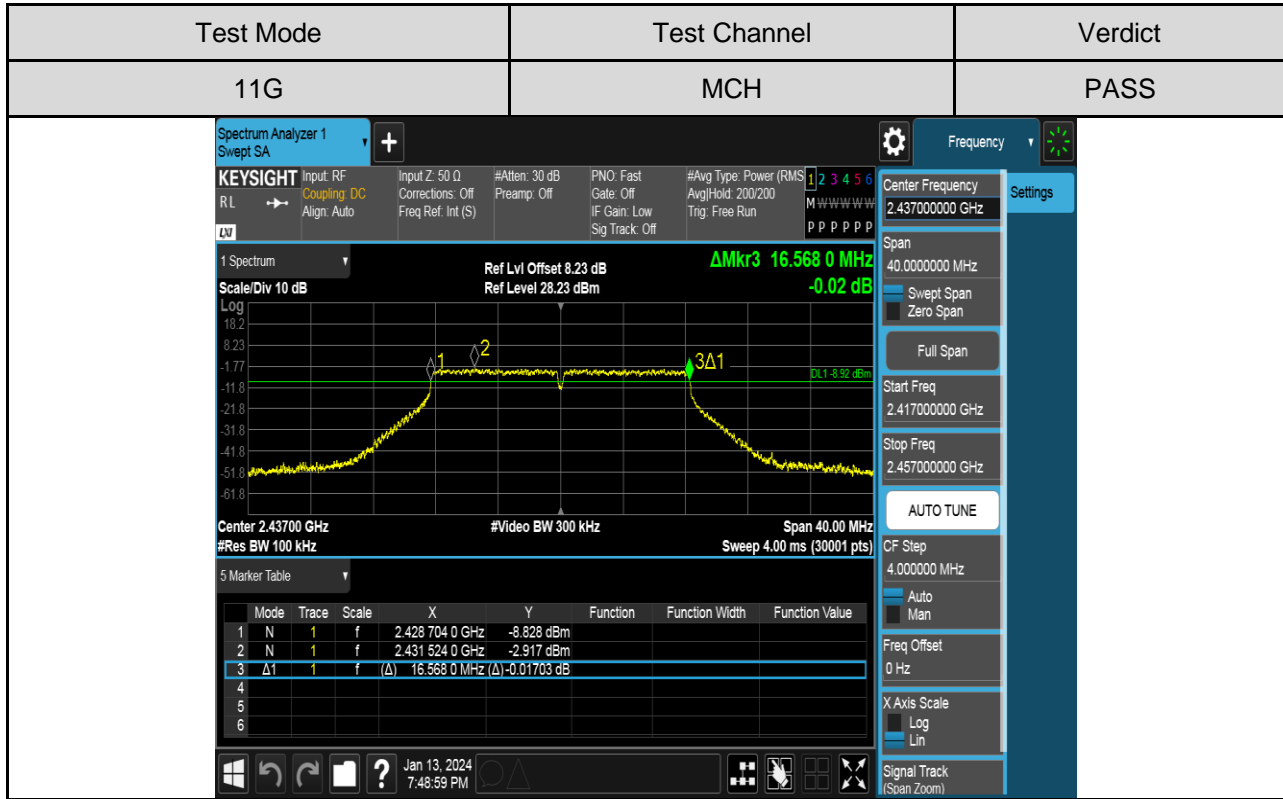 Test Mode Test Channel Verdict
11G MCH PASS
Spectrum Analyzer 1
Swept SA
+
Frequency
KEYSIGHT
RL
LXI
Input: RF
Coupling: DC
Align: Auto
Input Z: 50 Ω
Corrections: Off
Freq Ref: Int (S)
#Atten: 30 dB
Preamp: Off
PNO: Fast
Gate: Off
IF Gain: Low
Sig Track: Off
#Avg Type: Power (RMS
Avg|Hold: 200/200
Trig: Free Run
1 2 3 4 5 6
M W W W W W
P P P P P P
1 Spectrum
Scale/Div 10 dB
Ref Lvl Offset 8.23 dB
Ref Level 28.23 dBm
ΔMkr3 16.568 0 MHz
-0.02 dB
Log
18.2
8.23
-1.77
-11.8
-21.8
-31.8
-41.8
-51.8
-61.8
1
2
3Δ1
DL1 -8.92 dBm
Center 2.43700 GHz
#Res BW 100 kHz
#Video BW 300 kHz
Span 40.00 MHz
Sweep 4.00 ms (30001 pts)
5 Marker Table
Mode Trace Scale X Y Function Function Width Function Value
1 N 1 f 2.428 704 0 GHz -8.828 dBm
2 N 1 f 2.431 524 0 GHz -2.917 dBm
3 Δ1 1 f (Δ) 16.568 0 MHz (Δ) -0.01703 dB
4
5
6
?
Jan 13, 2024
7:48:59 PM
Center Frequency
2.437000000 GHz
Settings
Span
40.0000000 MHz
Swept Span
Zero Span
Full Span
Start Freq
2.417000000 GHz
Stop Freq
2.457000000 GHz
AUTO TUNE
CF Step
4.000000 MHz
Auto
Man
Freq Offset
0 Hz
X Axis Scale
Log
Lin
Signal Track
(Span Zoom)